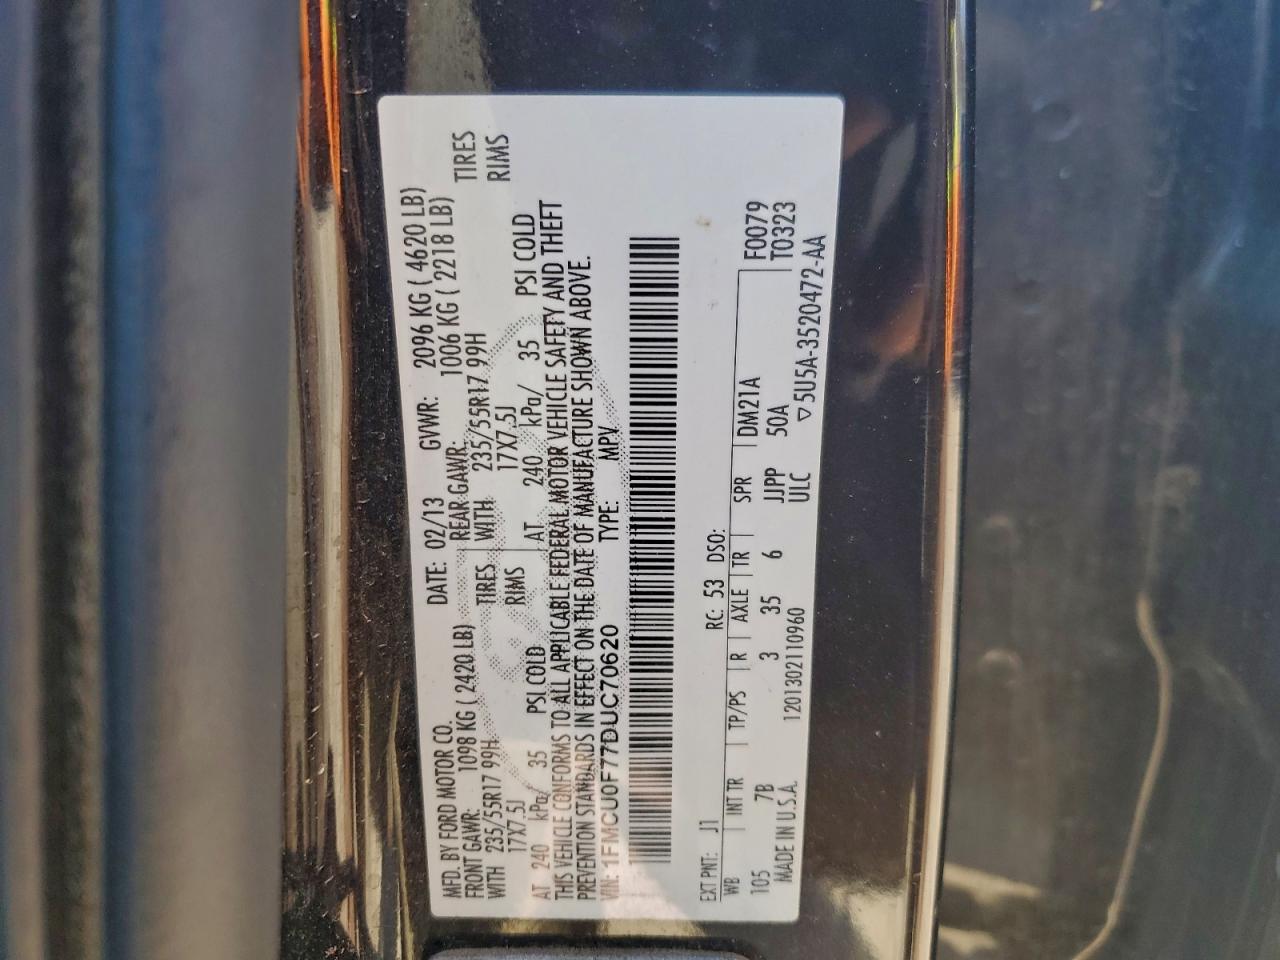 MFD. BY FORD MOTOR CO. DATE: 02/13 GVWR: 2096 KG ( 4620 LB)
FRONT GAWR: 1098 KG ( 2420 LB) REAR GAWR: 1006 KG ( 2218 LB)
WITH 235/55R17 99H TIRES WITH 235/55R17 99H TIRES
17X7.5J RIMS 17X7.5J RIMS
AT 240 kPa/ 35 PSI COLD AT 240 kPa/ 35 PSI COLD
THIS VEHICLE CONFORMS TO ALL APPLICABLE FEDERAL MOTOR VEHICLE SAFETY AND THEFT
PREVENTION STANDARDS IN EFFECT ON THE DATE OF MANUFACTURE SHOWN ABOVE.
VIN: 1FMCU0F77DUC70620 TYPE: MPV
EXT PNT: J1 RC: 53 DSO:
WB INT TR TP/PS R AXLE TR SPR DM21A F0079
105 7B 3 35 6 JJPP 50A T0323
MADE IN U.S.A. 1201302110960 ULC ▽5U5A-3520472-AA